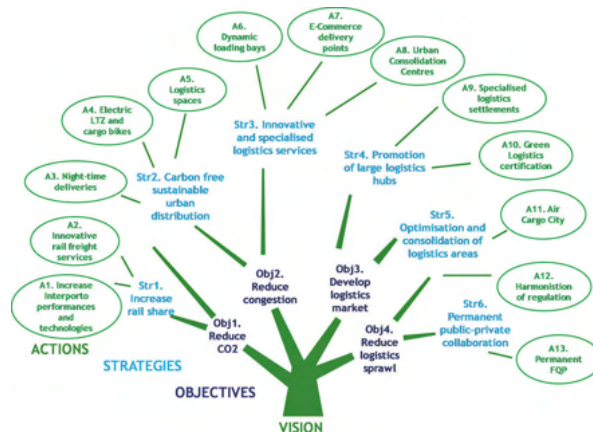 A6.
Dynamic
loading bays
A7.
E-Commerce
delivery
points
A8. Urban
Consolidation
Centres
A5.
Logistics
spaces
A9. Specialised
logistics
settlements
A4. Electric
LTZ and
cargo bikes
Str3. Innovative
and specialised
logistics services
Str4. Promotion
of large logistics
hubs
A10. Green
Logistics
certification
A3. Night-time
deliveries
Str2. Carbon free
sustainable
urban
distribution
A11. Air
Cargo City
Str5.
Optimisation and
consolidation of
logistics areas
A2.
Innovative
rail freight
services
A1. Increase
Interporto
performances
and
technologies
Str1.
Increase
rail share
Obj2.
Reduce
congestion
Obj3.
Develop
logistics
market
A12.
Harmonistion
of regulation
Obj1.
Reduce
CO2
Obj4.
Reduce
logistics
sprawl
Str6.
Permanent
public-private
collaboration
A13.
Permanent
FQP
ACTIONS
STRATEGIES
OBJECTIVES
VISION